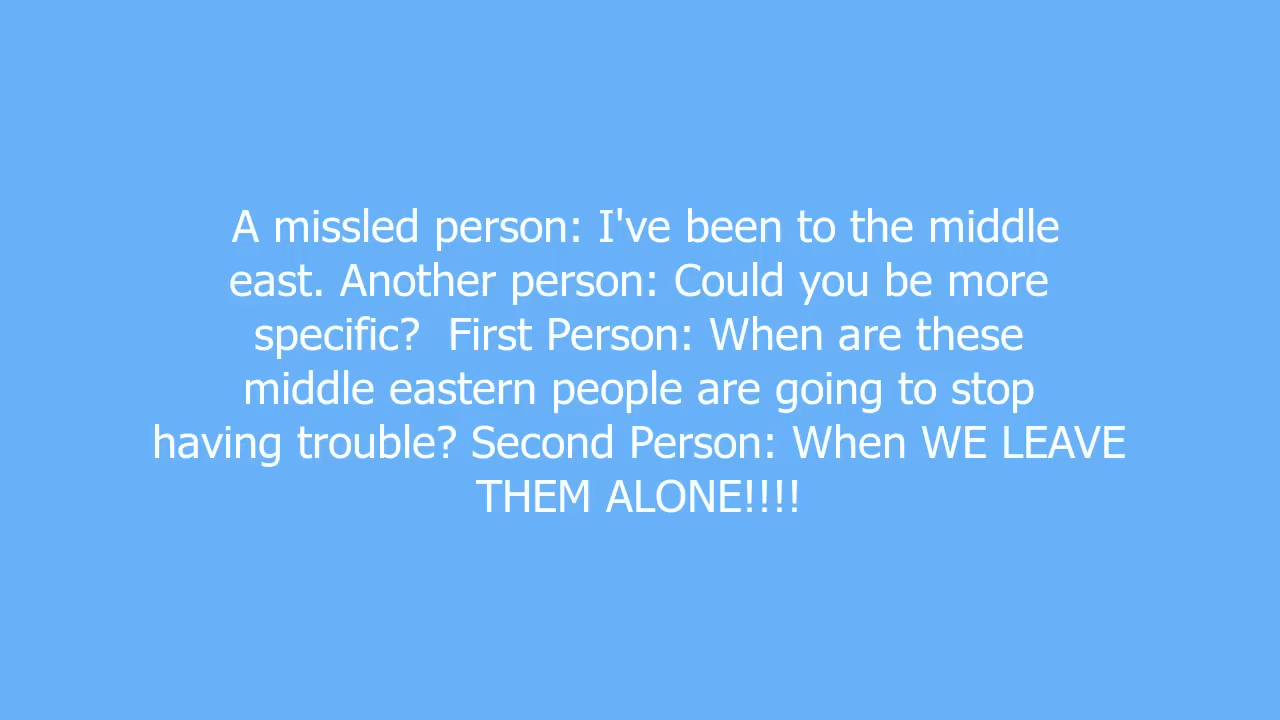 A missled person: I've been to the middle
east. Another person: Could you be more
specific?  First Person: When are these
middle eastern people are going to stop
having trouble? Second Person: When WE LEAVE
THEM ALONE!!!!